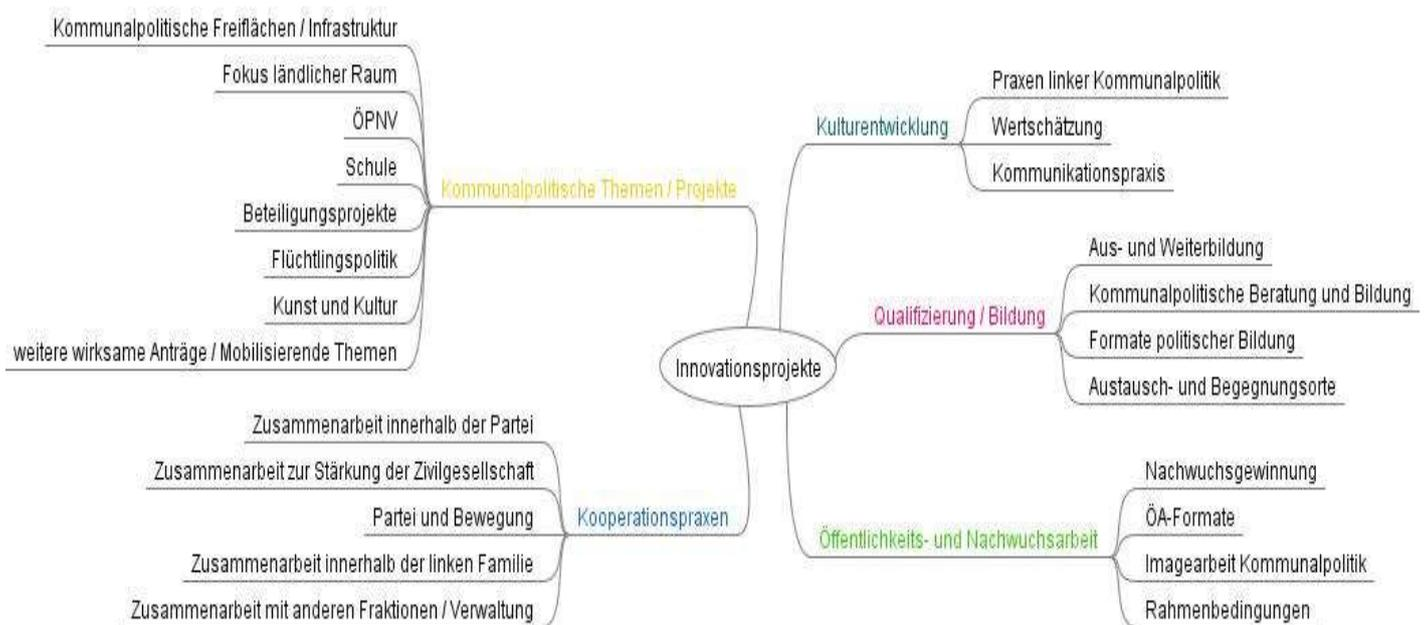 Kommunalpolitische Freiflächen / Infrastruktur
Fokus ländlicher Raum
ÖPNV
Schule
Beteiligungsprojekte
Flüchtlingspolitik
Kunst und Kultur
weitere wirksame Anträge / Mobilisierende Themen
Kommunalpolitische Themen / Projekte
Zusammenarbeit innerhalb der Partei
Zusammenarbeit zur Stärkung der Zivilgesellschaft
Partei und Bewegung
Zusammenarbeit innerhalb der linken Familie
Zusammenarbeit mit anderen Fraktionen / Verwaltung
Kooperationspraxen
Innovationsprojekte
Kulturentwicklung
Praxen linker Kommunalpolitik
Wertschätzung
Kommunikationspraxis
Qualifizierung / Bildung
Aus- und Weiterbildung
Kommunalpolitische Beratung und Bildung
Formate politischer Bildung
Austausch- und Begegnungsorte
Öffentlichkeits- und Nachwuchsarbeit
Nachwuchsgewinnung
ÖA-Formate
Imagearbeit Kommunalpolitik
Rahmenbedingungen